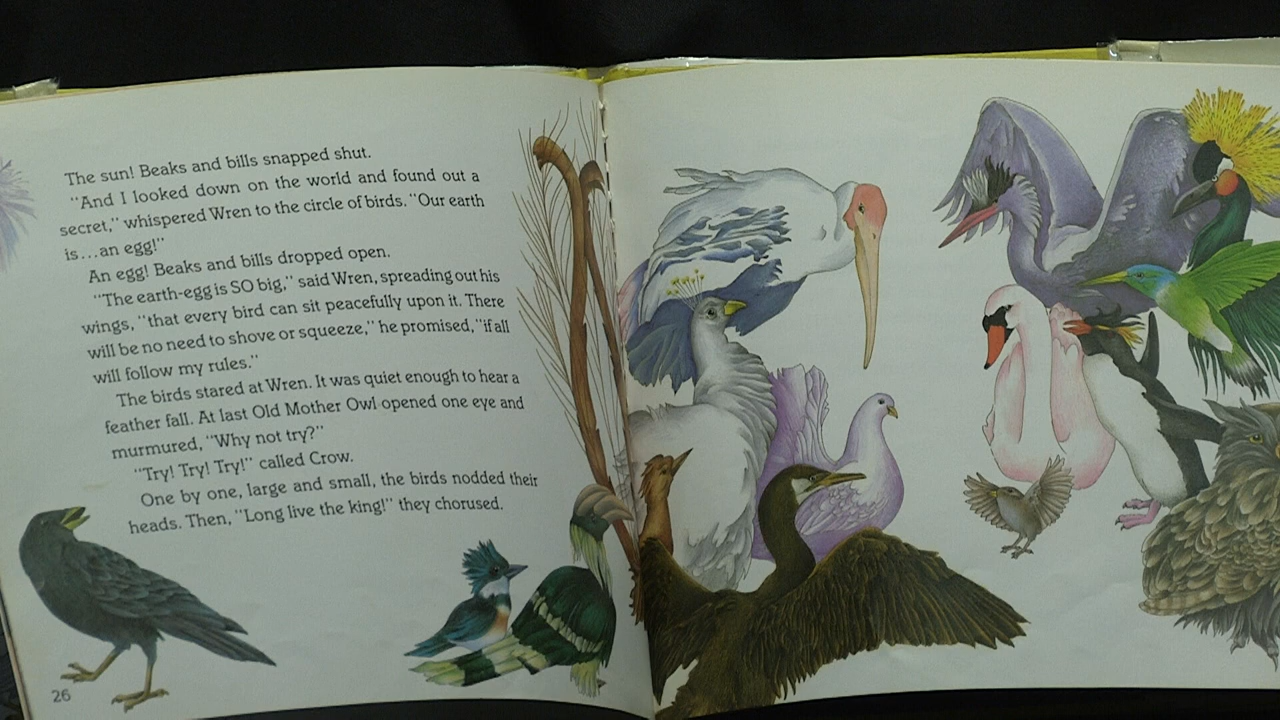 The sun! Beaks and bills snapped shut.
"And I looked down on the world and found out a
secret," whispered Wren to the circle of birds. "Our earth
is...an egg!"
An egg! Beaks and bills dropped open.
"The earth-egg is SO big," said Wren, spreading out his
wings, "that every bird can sit peacefully upon it. There
will be no need to shove or squeeze," he promised, "if all
will follow my rules."
The birds stared at Wren. It was quiet enough to hear a
feather fall. At last Old Mother Owl opened one eye and
murmured, "Why not try?"
"Try! Try! Try!" called Crow.
One by one, large and small, the birds nodded their
heads. Then, "Long live the king!" they chorused.
26